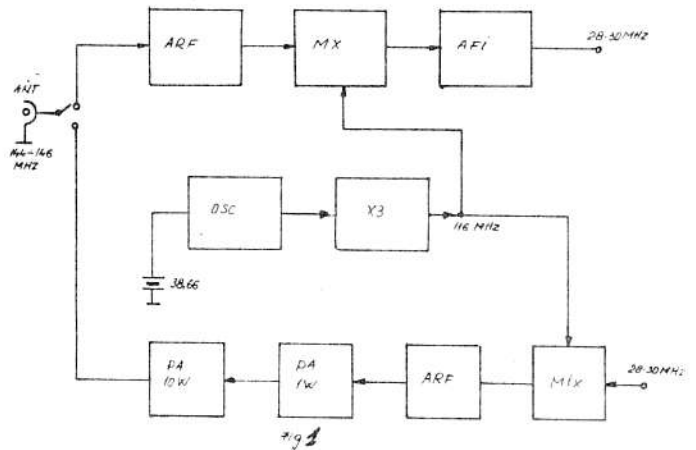 ARF
MX
AFI
28-30MHz
ANT
144-146
MHZ
OSC
X3
116 MHZ
38,66
PA
10W
PA
1W
ARF
MIX
28-30MHz
Fig 1